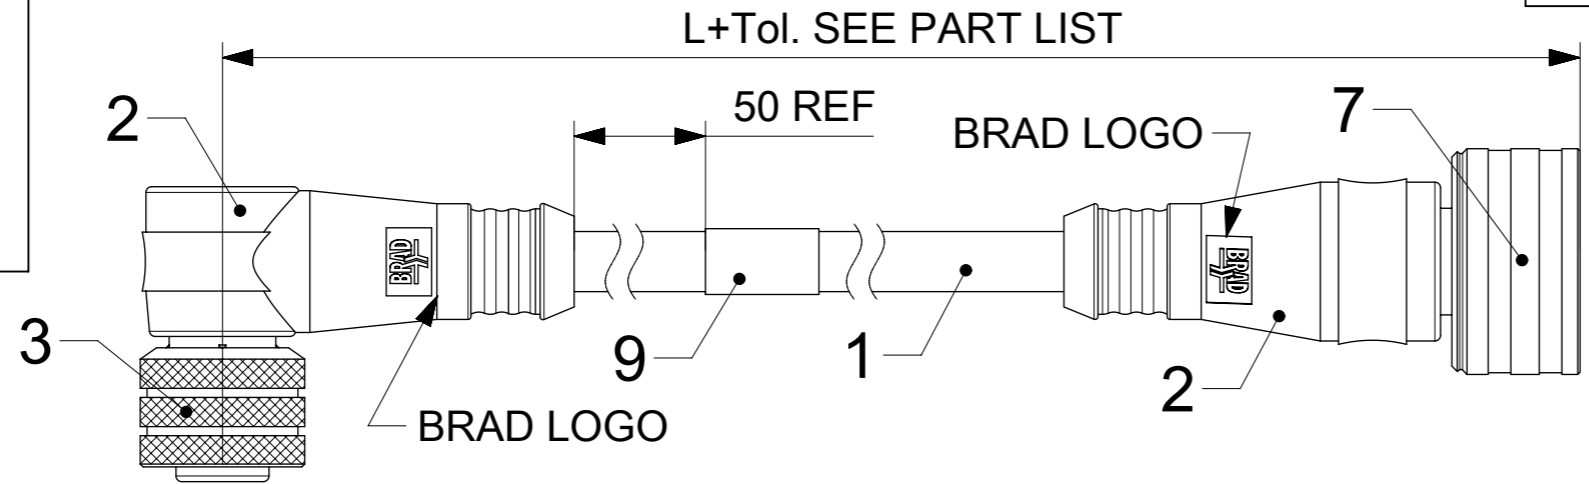 L+Tol. SEE PART LIST
50 REF
2
BRAD LOGO
7
BRAD
BRAD
3
9
1
2
BRAD LOGO